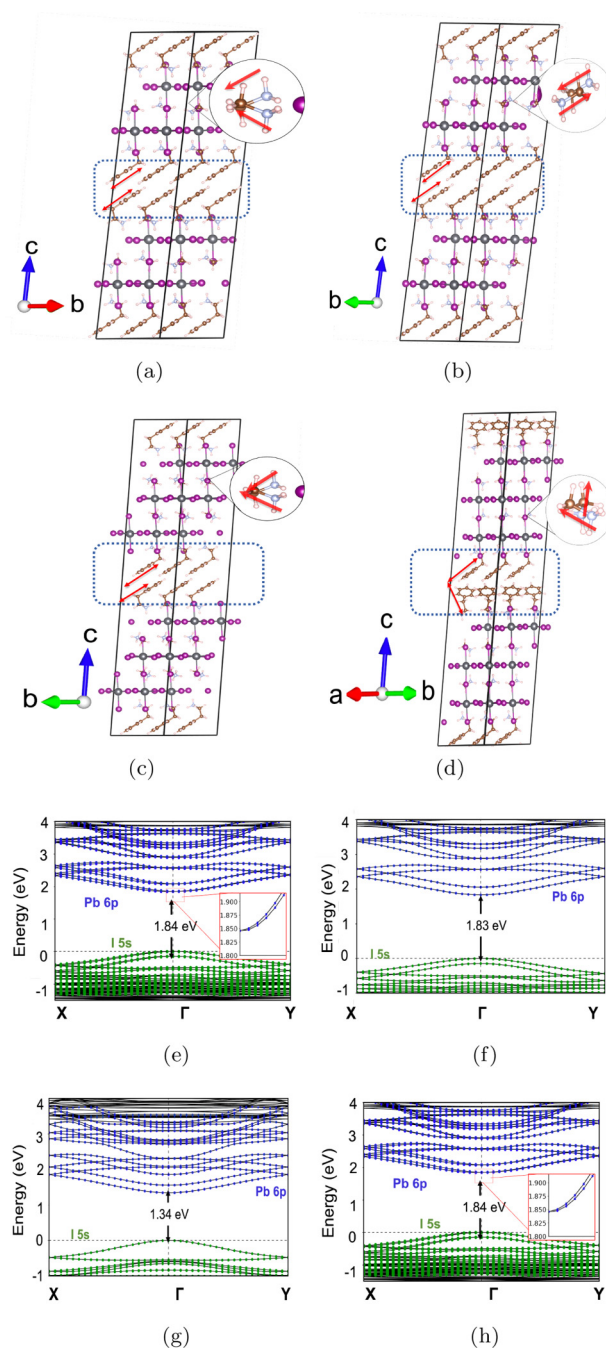 c
b
(a)
c
b
(b)
c
b
(c)
c
a
b
(d)
4
3
2
1
0
-1
Energy (eV)
Pb 6p
I 5s
1.84 eV
1.900
1.875
1.850
1.825
1.800
X
Γ
Y
(e)
4
3
2
1
0
-1
Energy (eV)
Pb 6p
I 5s
1.83 eV
X
Γ
Y
(f)
4
3
2
1
0
-1
Energy (eV)
Pb 6p
I 5s
1.34 eV
X
Γ
Y
(g)
4
3
2
1
0
-1
Energy (eV)
Pb 6p
I 5s
1.84 eV
1.900
1.875
1.850
1.825
1.800
X
Γ
Y
(h)